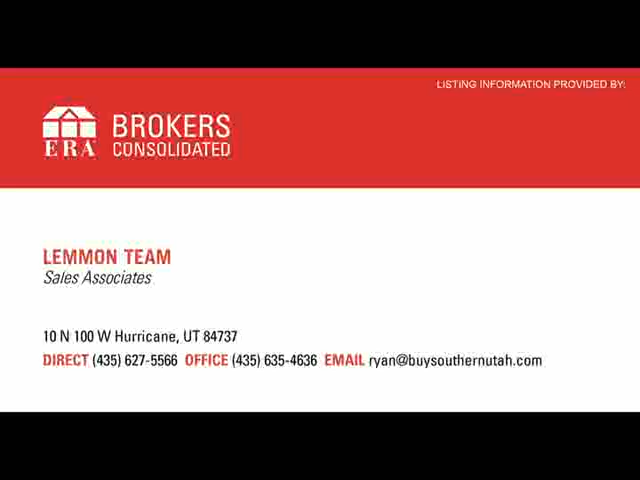 LISTING INFORMATION PROVIDED BY:
ERA
BROKERS
CONSOLIDATED
LEMMON TEAM
Sales Associates
10 N 100 W Hurricane, UT 84737
DIRECT (435) 627-5566 OFFICE (435) 635-4636 EMAIL ryan@buysouthernutah.com